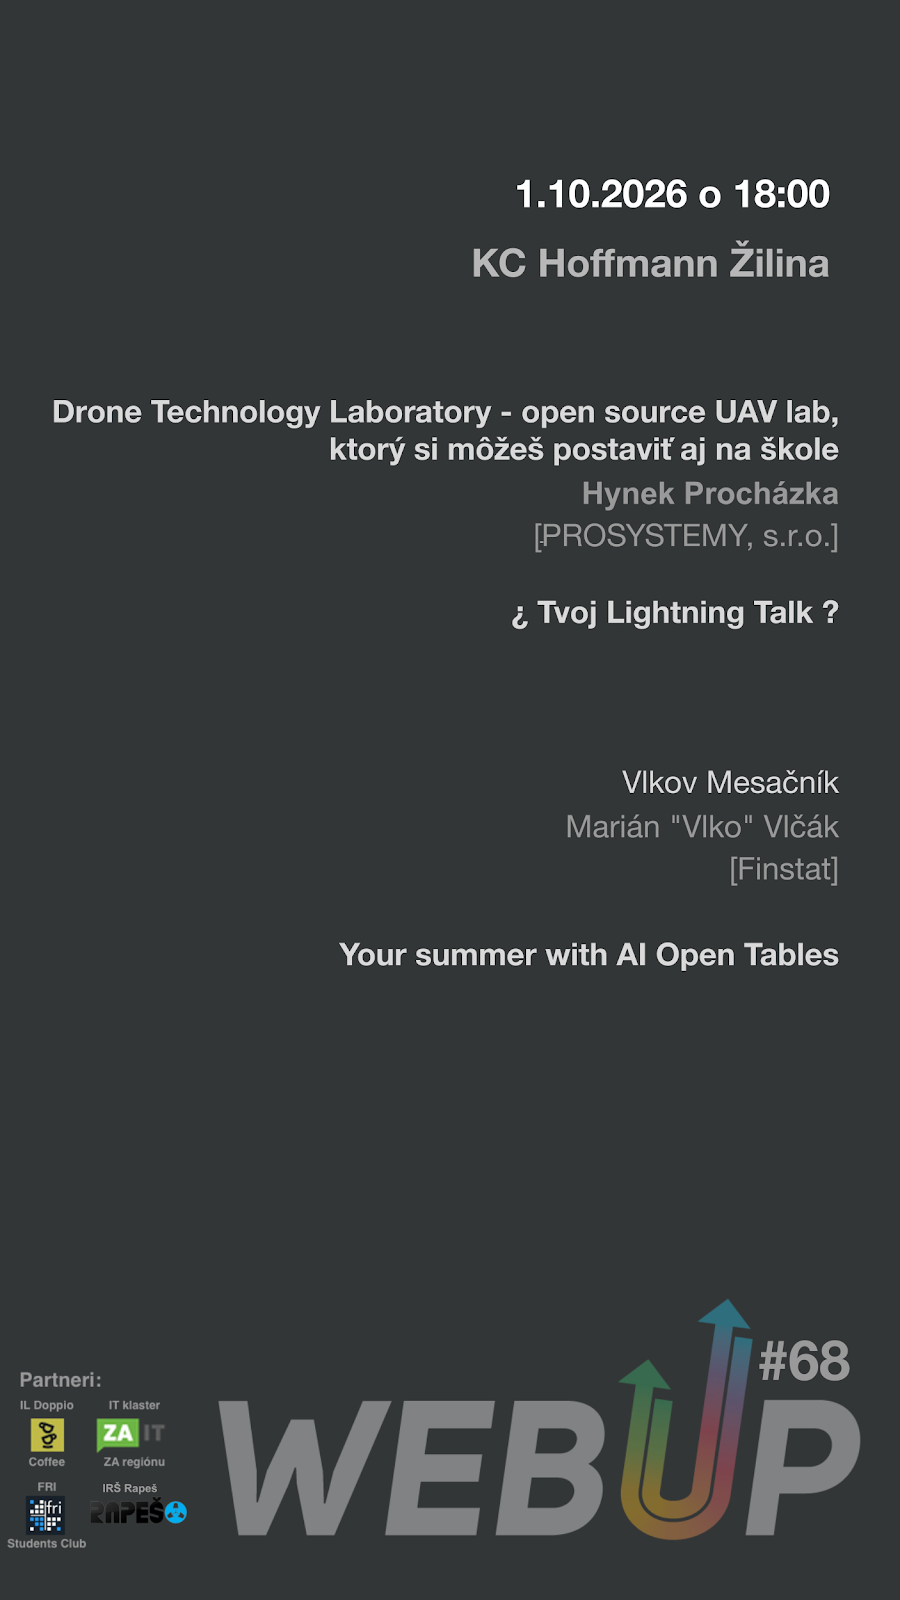 1.10.2026 o 18:00
KC Hoffmann Žilina
Drone Technology Laboratory - open source UAV lab,
ktorý si môžeš postaviť aj na škole
Hynek Procházka
[PROSYSTEMY, s.r.o.]
¿ Tvoj Lightning Talk ?
Vlkov Mesačník
Marián "Vlko" Vlčák
[Finstat]
Your summer with AI Open Tables
#68
WEBUP
Partneri:
IL Doppio
Coffee
IT klaster
ZA IT
ZA regiónu
FRI
fri
Students Club
IRŠ Rapeš
RAPEŠ